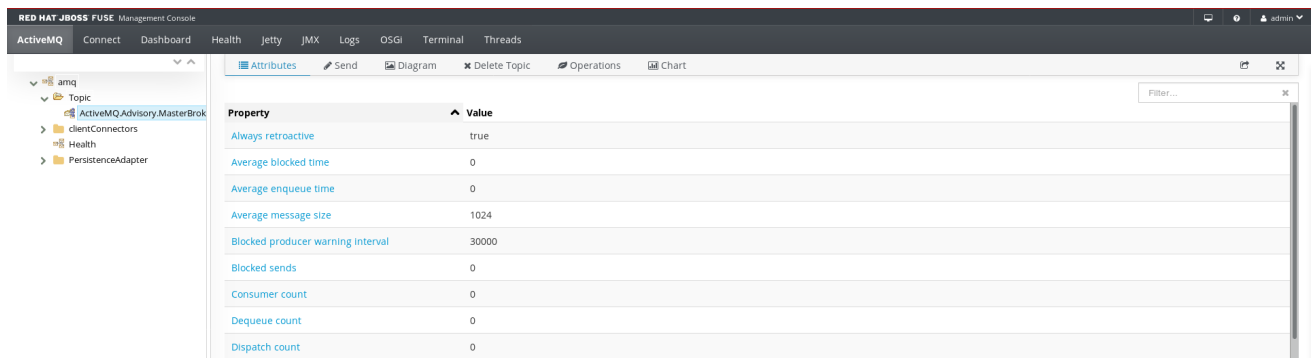 RED HAT JBOSS FUSE Management Console
admin
ActiveMQ Connect Dashboard Health Jetty JMX Logs OSGi Terminal Threads
Attributes Send Diagram Delete Topic Operations Chart
amq
Topic
ActiveMQ.Advisory.MasterBrok
clientConnectors
Health
PersistenceAdapter
Filter...
Property Value
Always retroactive true
Average blocked time 0
Average enqueue time 0
Average message size 1024
Blocked producer warning interval 30000
Blocked sends 0
Consumer count 0
Dequeue count 0
Dispatch count 0